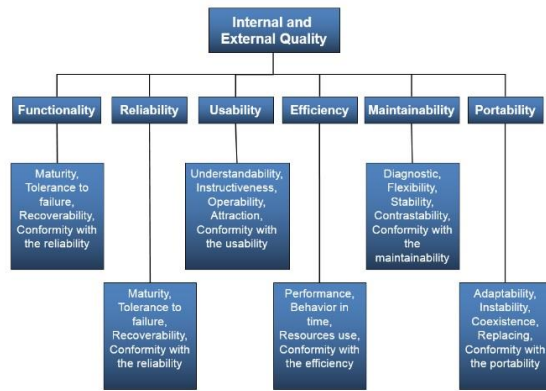 Internal and
External Quality
Functionality
Reliability
Usability
Efficiency
Maintainability
Portability
Maturity,
Tolerance to
failure,
Recoverability,
Conformity with
the reliability
Understandability,
Instructiveness,
Operability,
Attraction,
Conformity with
the usability
Diagnostic,
Flexibility,
Stability,
Contrastability,
Conformity with
the
maintainability
Maturity,
Tolerance to
failure,
Recoverability,
Conformity with
the reliability
Performance,
Behavior in
time,
Resources use,
Conformity with
the efficiency
Adaptability,
Instability,
Coexistence,
Replacing,
Conformity with
the portability